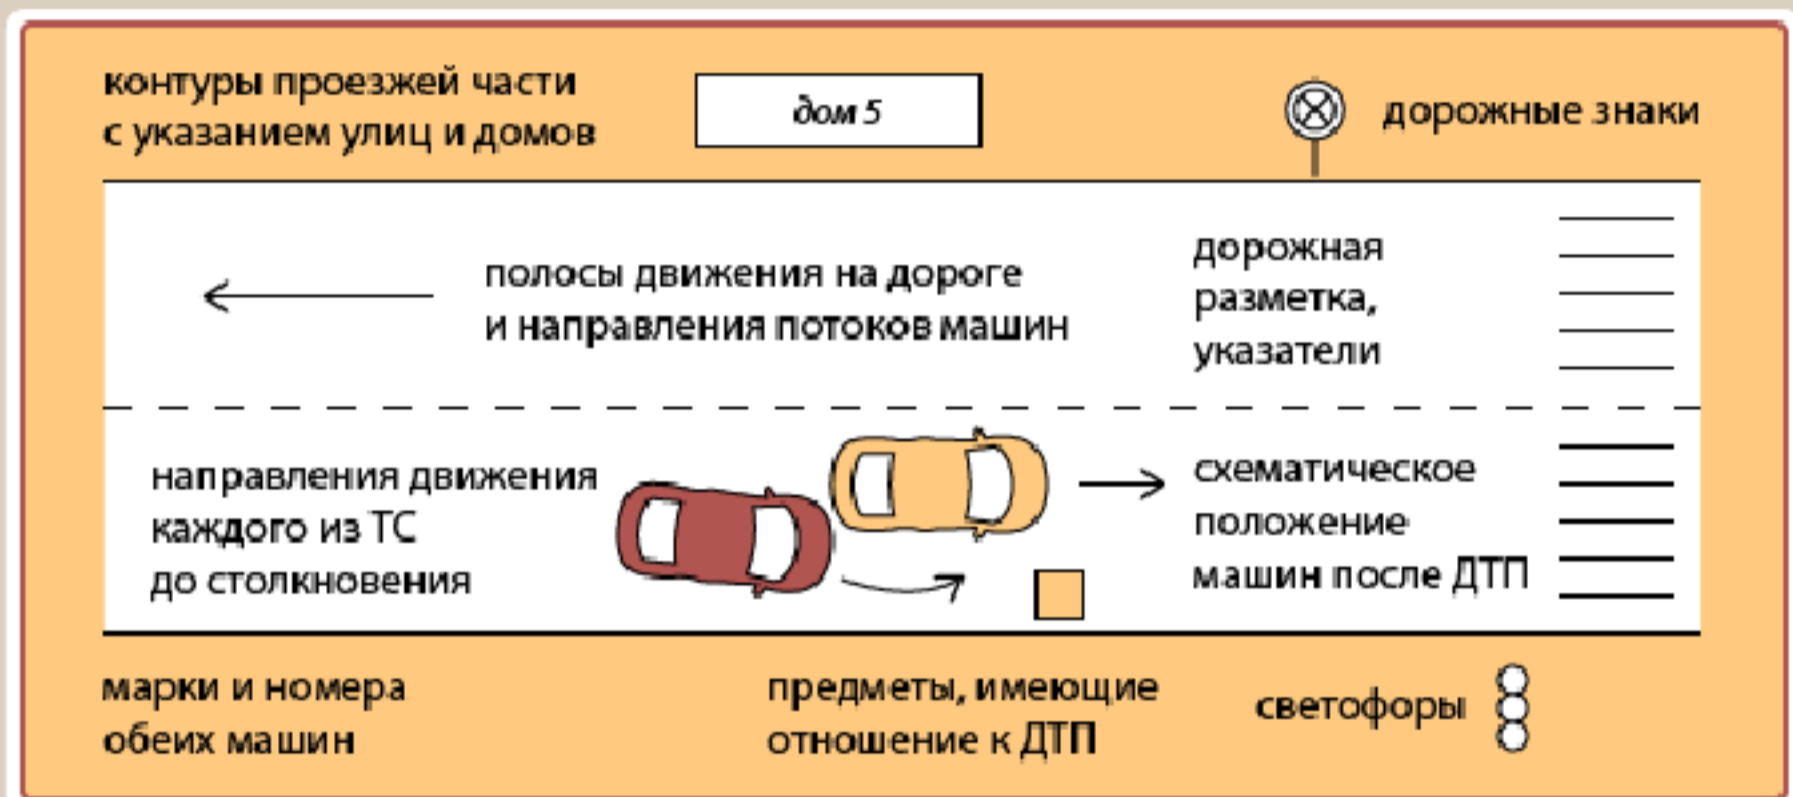 контуры проезжей части
с указанием улиц и домов
дом 5
дорожные знаки
полосы движения на дороге
и направления потоков машин
дорожная
разметка,
указатели
направления движения
каждого из ТС
до столкновения
схематическое
положение
машин после ДТП
марки и номера
обеих машин
предметы, имеющие
отношение к ДТП
светофоры